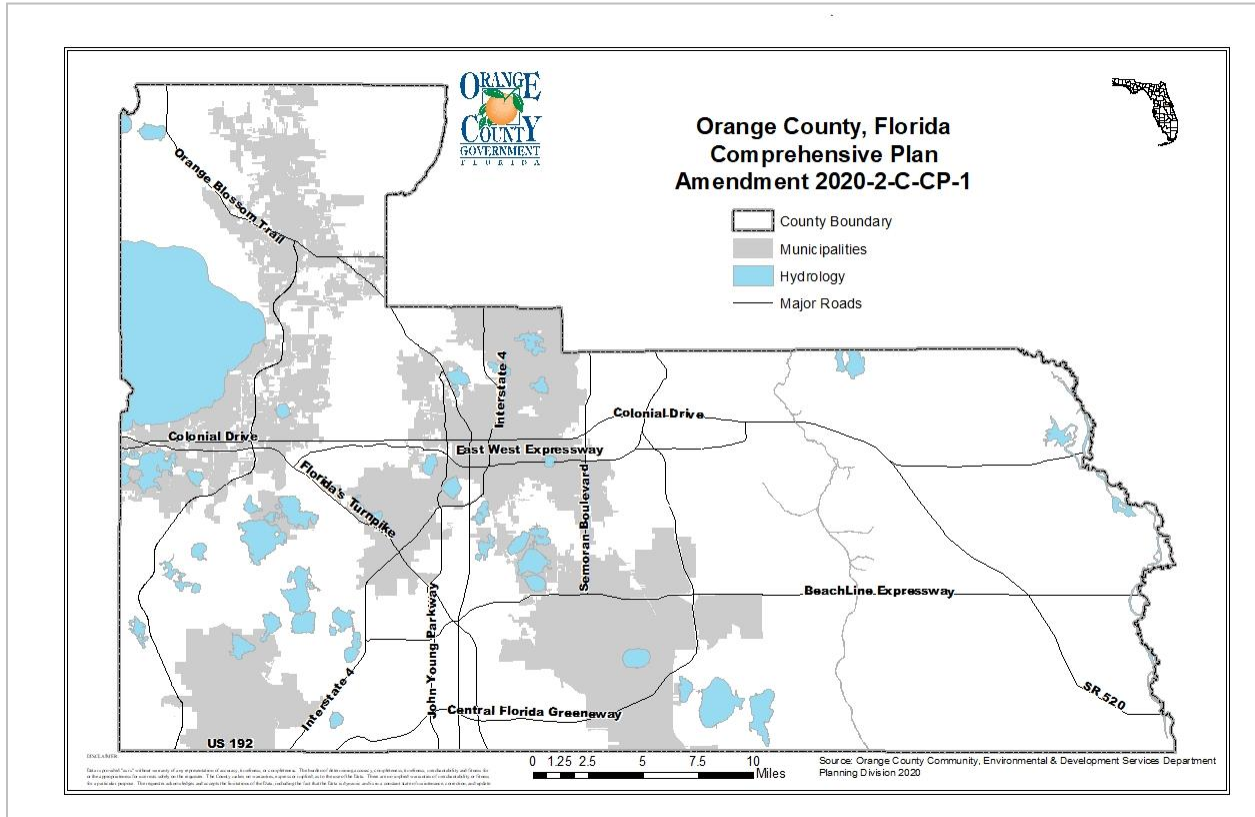 ORANGE
COUNTY
GOVERNMENT
FLORIDA
Orange County, Florida
Comprehensive Plan
Amendment 2020-2-C-CP-1
County Boundary
Municipalities
Hydrology
Major Roads
Orange Blossom Trail
Interstate 4
Colonial Drive
Colonial Drive
East West Expressway
Florida's Turnpike
Semoran Boulevard
BeachLine Expressway
John Young Parkway
Interstate 4
SR 520
Central Florida Greeneway
US 192
DISCLAIMER:
0 1.25 2.5 5 7.5 10
Miles
Source: Orange County Community, Environmental & Development Services Department
Planning Division 2020